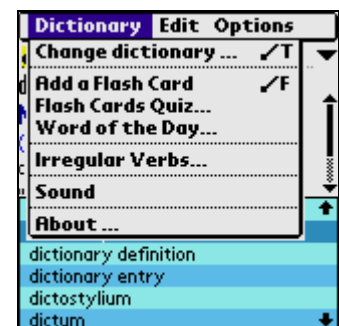 Dictionary Edit Options
Change dictionary ... ✓T
Add a Flash Card ✓F
Flash Cards Quiz...
Word of the Day...
Irregular Verbs...
Sound
About ...
dictionary definition
dictionary entry
dictostylium
dictum